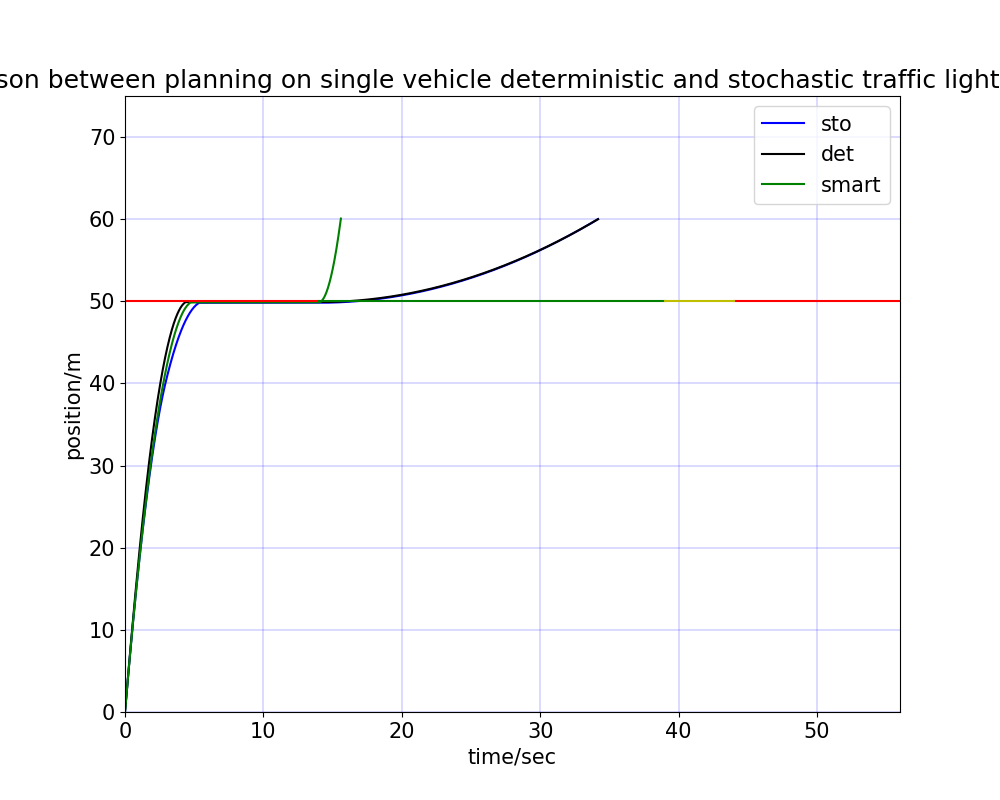 son between planning on single vehicle deterministic and stochastic traffic light
sto
det
smart
70
60
50
40
30
20
10
0
position/m
0 10 20 30 40 50
time/sec